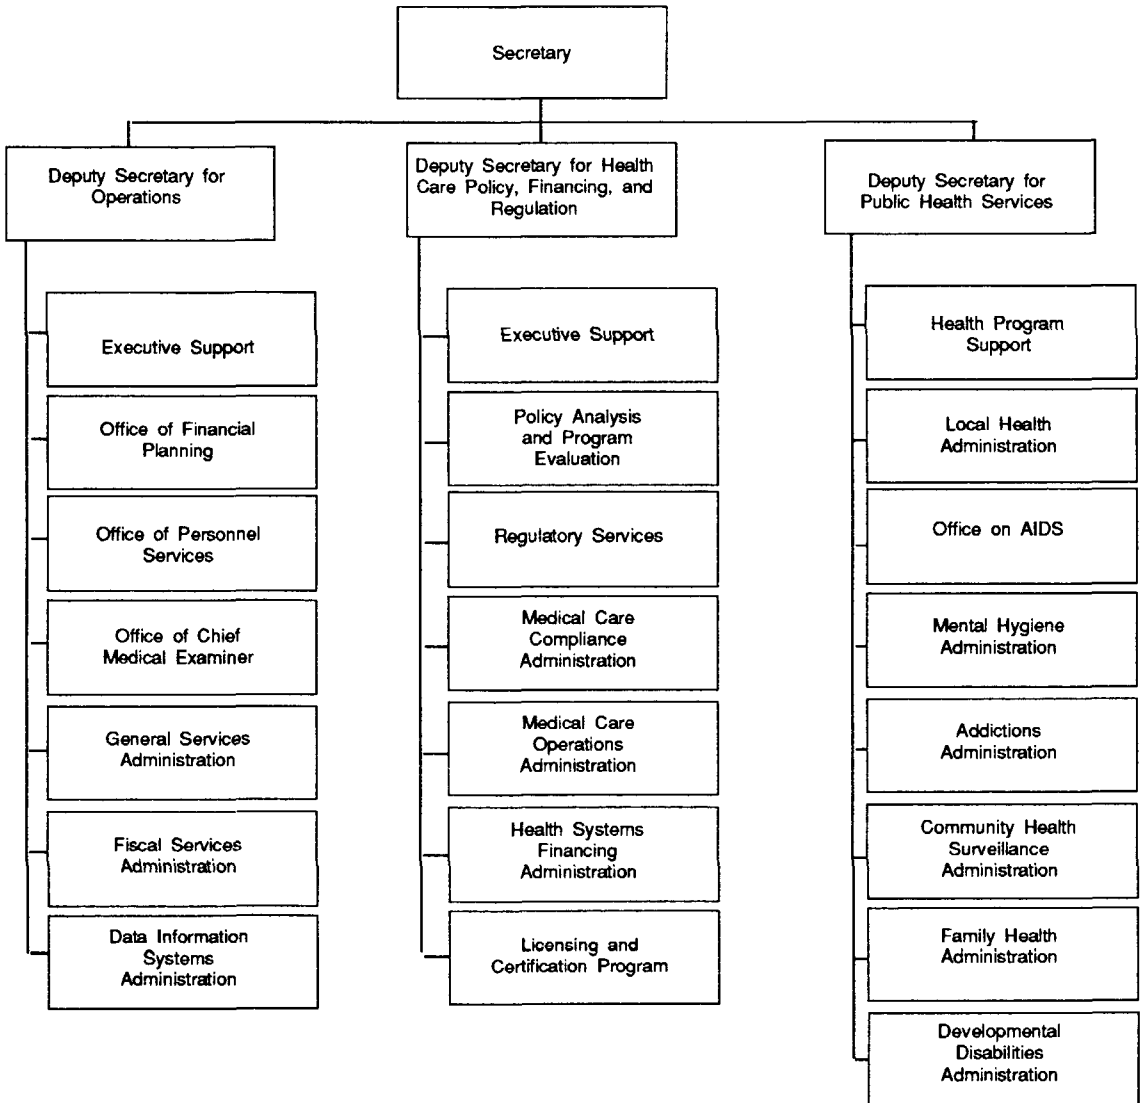 Secretary
Deputy Secretary for
Operations
Executive Support
Office of Financial
Planning
Office of Personnel
Services
Office of Chief
Medical Examiner
General Services
Administration
Fiscal Services
Administration
Data Information
Systems
Administration
Deputy Secretary for Health
Care Policy, Financing, and
Regulation
Executive Support
Policy Analysis
and Program
Evaluation
Regulatory Services
Medical Care
Compliance
Administration
Medical Care
Operations
Administration
Health Systems
Financing
Administration
Licensing and
Certification Program
Deputy Secretary for
Public Health Services
Health Program
Support
Local Health
Administration
Office on AIDS
Mental Hygiene
Administration
Addictions
Administration
Community Health
Surveillance
Administration
Family Health
Administration
Developmental
Disabilities
Administration